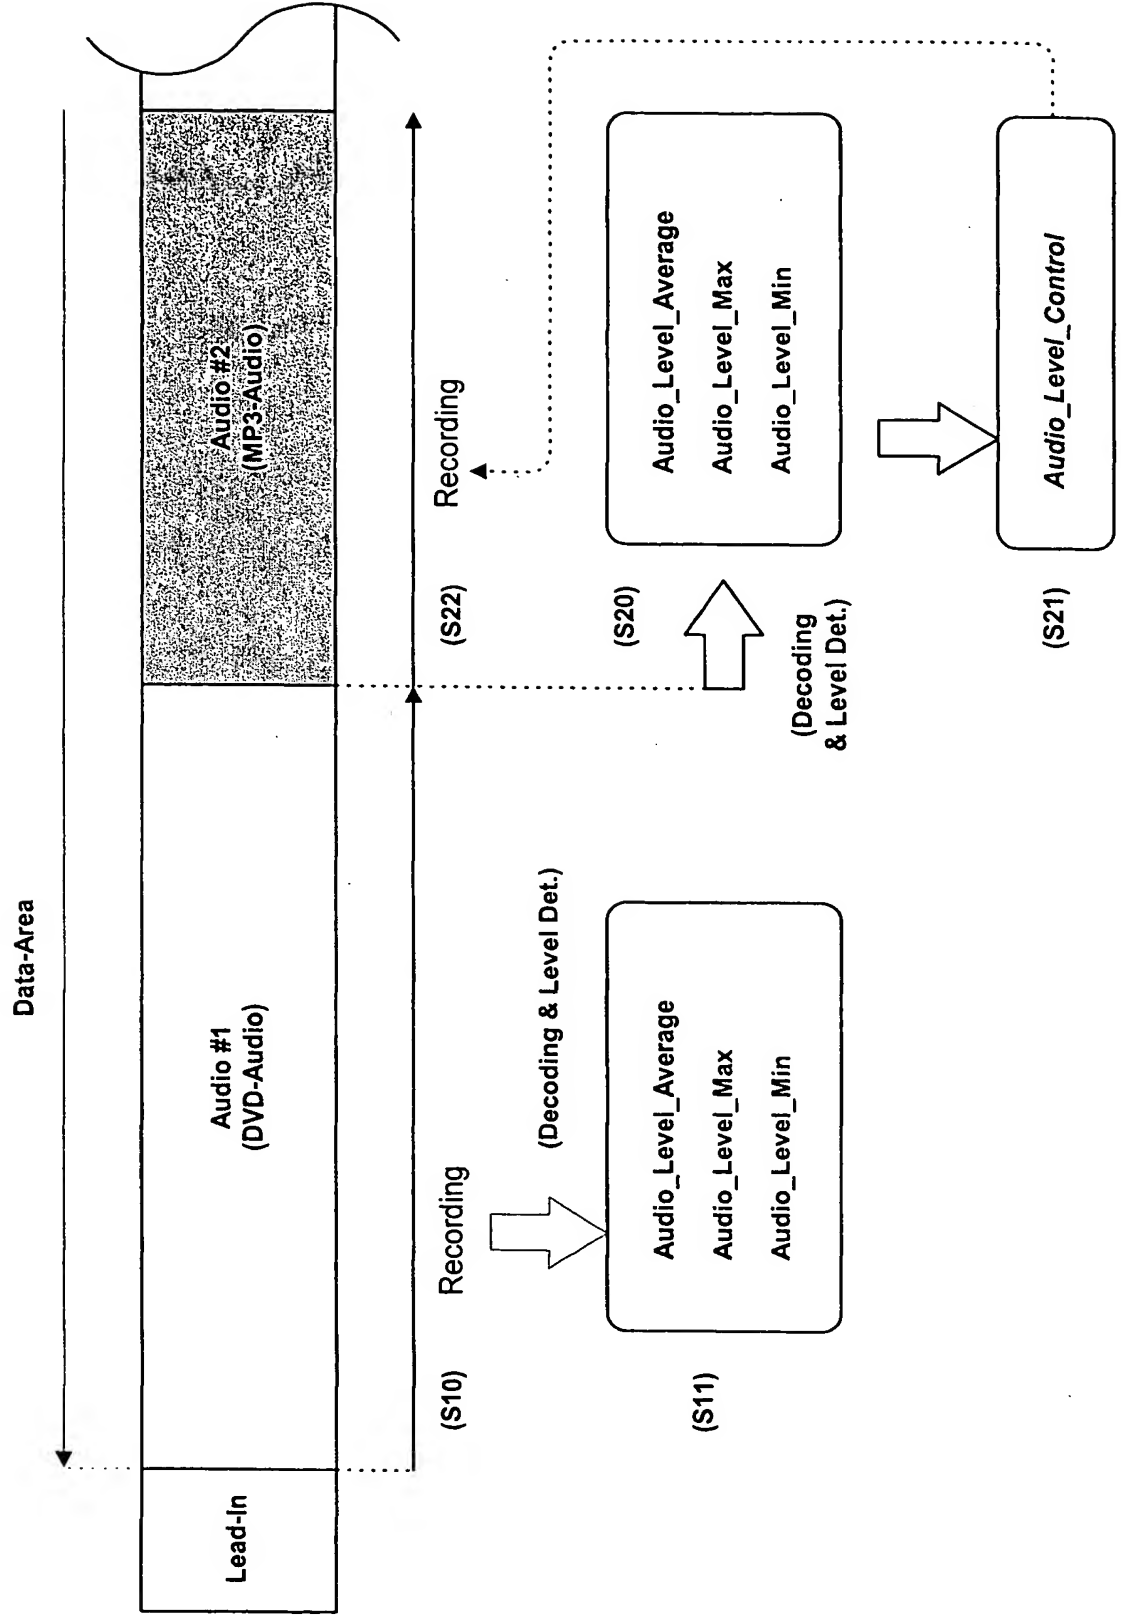 Data-Area
Lead-In
Audio #1
(DVD-Audio)
Audio #2
(MP3-Audio)
(S10)
Recording
(S22)
Recording
(Decoding & Level Det.)
(S11)
Audio_Level_Average
Audio_Level_Max
Audio_Level_Min
(S20)
Audio_Level_Average
Audio_Level_Max
Audio_Level_Min
(Decoding
& Level Det.)
(S21)
Audio_Level_Control